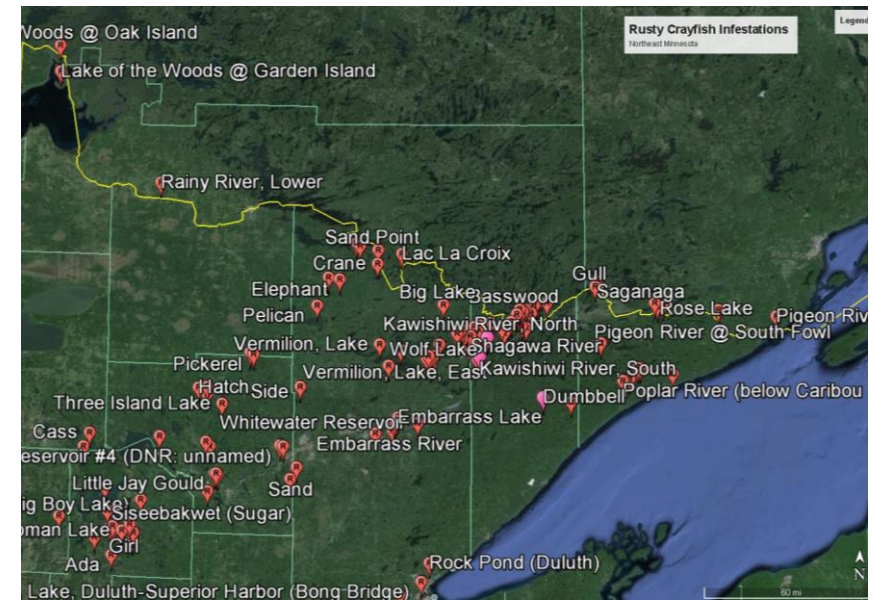 Woods @ Oak Island
Rusty Crayfish Infestations
Northeast Minnesota
Legend
Lake of the Woods @ Garden Island
Rainy River, Lower
Sand Point
Lac La Croix
Crane
Gull
Elephant
Big Lake
Basswood
Saganaga
Rose Lake
Pelican
Pigeon Riv
Kawishiwi River, North
Pigeon River @ South Fowl
Vermilion, Lake
Wolf Lake
Shagawa River
Pickerel
Vermilion, Lake, East
Kawishiwi River, South
Hatch
Side
Dumbbell
Poplar River (below Caribou
Three Island Lake
Whitewater Reservoir
Embarrass Lake
Cass
Embarrass River
eservoir #4 (DNR: unnamed)
Little Jay Gould
Sand
ig Boy Lake)
Siseebakwet (Sugar)
oman Lake
Girl
Ada
Rock Pond (Duluth)
Lake, Duluth-Superior Harbor (Bong Bridge)
N
60 mi